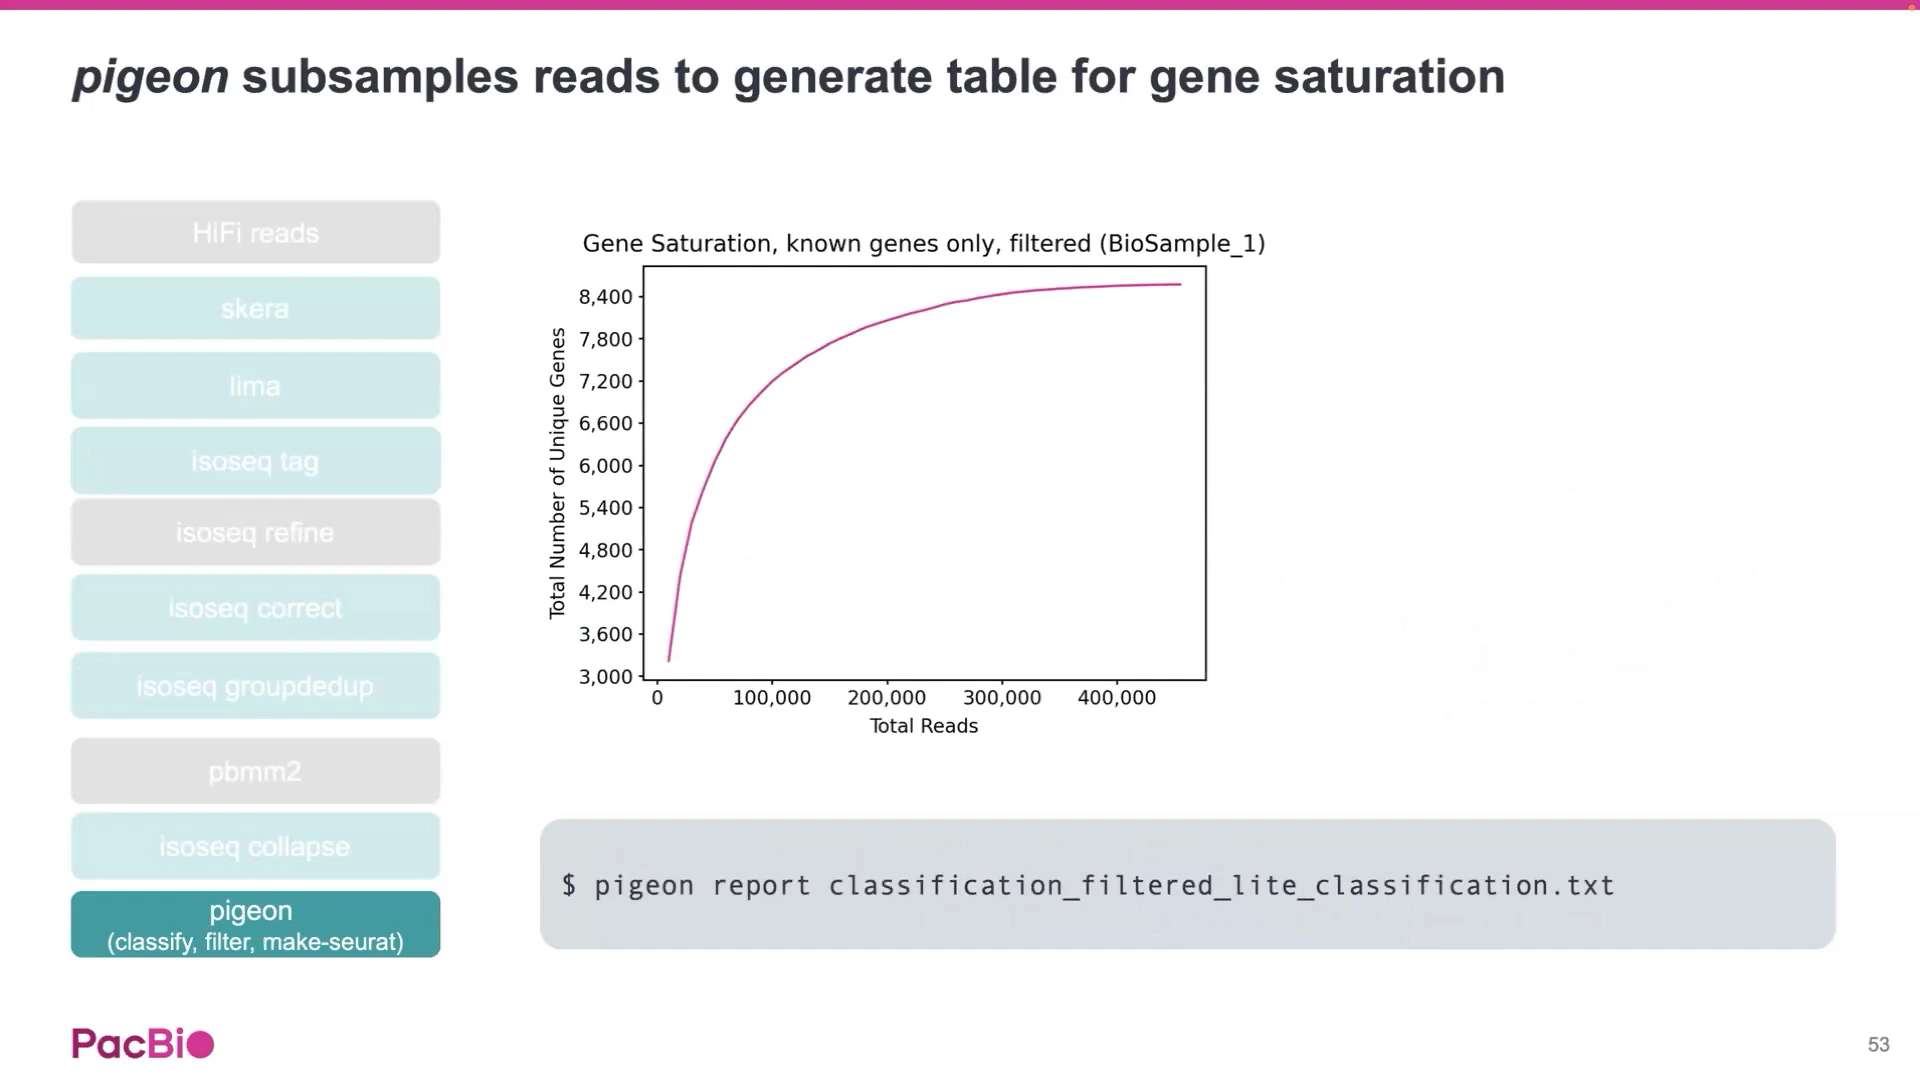 pigeon subsamples reads to generate table for gene saturation
HiFi reads
skera
lima
isoseq tag
isoseq refine
isoseq correct
isoseq groupdedup
pbmm2
isoseq collapse
pigeon
(classify, filter, make-seurat)
Gene Saturation, known genes only, filtered (BioSample_1)
Total Number of Unique Genes
8,400
7,800
7,200
6,600
6,000
5,400
4,800
4,200
3,600
3,000
0 100,000 200,000 300,000 400,000
Total Reads
$ pigeon report classification_filtered_lite_classification.txt
PacBio
53